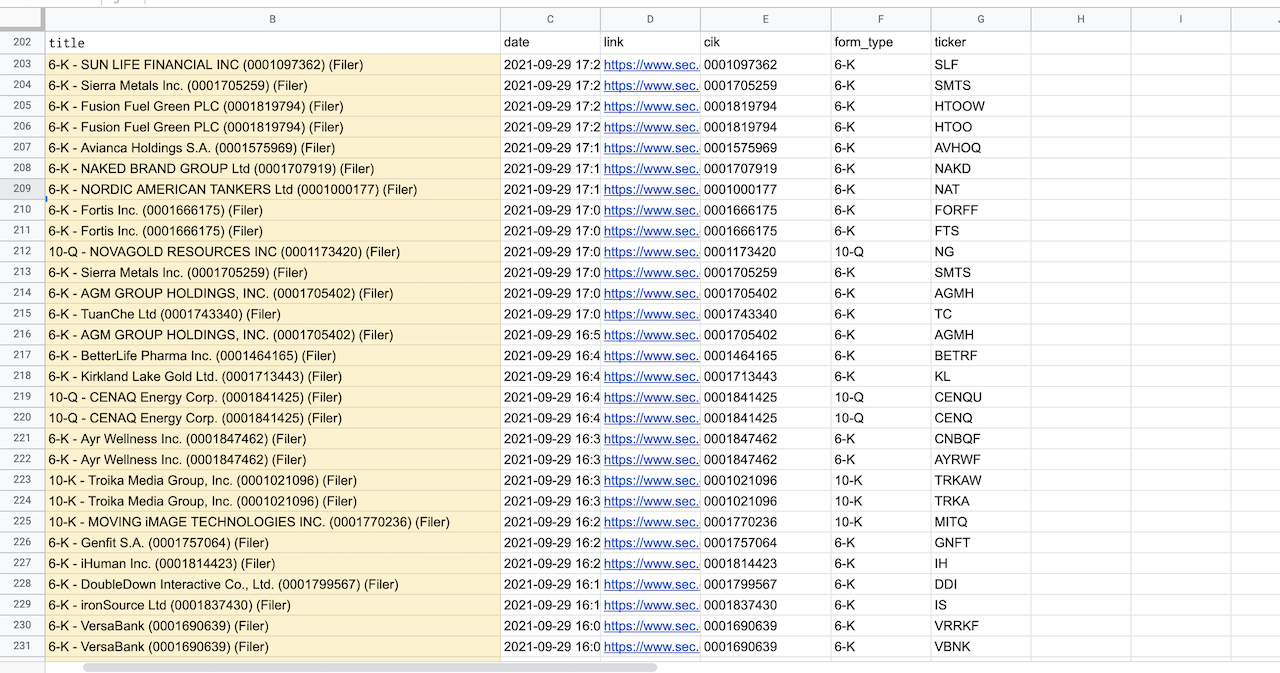 B C D E F G H I
202 title date link cik form_type ticker
203 6-K - SUN LIFE FINANCIAL INC (0001097362) (Filer) 2021-09-29 17:2 https://www.sec. 0001097362 6-K SLF
204 6-K - Sierra Metals Inc. (0001705259) (Filer) 2021-09-29 17:2 https://www.sec. 0001705259 6-K SMTS
205 6-K - Fusion Fuel Green PLC (0001819794) (Filer) 2021-09-29 17:2 https://www.sec. 0001819794 6-K HTOOW
206 6-K - Fusion Fuel Green PLC (0001819794) (Filer) 2021-09-29 17:2 https://www.sec. 0001819794 6-K HTOO
207 6-K - Avianca Holdings S.A. (0001575969) (Filer) 2021-09-29 17:1 https://www.sec. 0001575969 6-K AVHOQ
208 6-K - NAKED BRAND GROUP Ltd (0001707919) (Filer) 2021-09-29 17:1 https://www.sec. 0001707919 6-K NAKD
209 6-K - NORDIC AMERICAN TANKERS Ltd (0001000177) (Filer) 2021-09-29 17:1 https://www.sec. 0001000177 6-K NAT
210 6-K - Fortis Inc. (0001666175) (Filer) 2021-09-29 17:0 https://www.sec. 0001666175 6-K FORFF
211 6-K - Fortis Inc. (0001666175) (Filer) 2021-09-29 17:0 https://www.sec. 0001666175 6-K FTS
212 10-Q - NOVAGOLD RESOURCES INC (0001173420) (Filer) 2021-09-29 17:0 https://www.sec. 0001173420 10-Q NG
213 6-K - Sierra Metals Inc. (0001705259) (Filer) 2021-09-29 17:0 https://www.sec. 0001705259 6-K SMTS
214 6-K - AGM GROUP HOLDINGS, INC. (0001705402) (Filer) 2021-09-29 17:0 https://www.sec. 0001705402 6-K AGMH
215 6-K - TuanChe Ltd (0001743340) (Filer) 2021-09-29 17:0 https://www.sec. 0001743340 6-K TC
216 6-K - AGM GROUP HOLDINGS, INC. (0001705402) (Filer) 2021-09-29 16:5 https://www.sec. 0001705402 6-K AGMH
217 6-K - BetterLife Pharma Inc. (0001464165) (Filer) 2021-09-29 16:4 https://www.sec. 0001464165 6-K BETRF
218 6-K - Kirkland Lake Gold Ltd. (0001713443) (Filer) 2021-09-29 16:4 https://www.sec. 0001713443 6-K KL
219 10-Q - CENAQ Energy Corp. (0001841425) (Filer) 2021-09-29 16:4 https://www.sec. 0001841425 10-Q CENQU
220 10-Q - CENAQ Energy Corp. (0001841425) (Filer) 2021-09-29 16:4 https://www.sec. 0001841425 10-Q CENQ
221 6-K - Ayr Wellness Inc. (0001847462) (Filer) 2021-09-29 16:3 https://www.sec. 0001847462 6-K CNBQF
222 6-K - Ayr Wellness Inc. (0001847462) (Filer) 2021-09-29 16:3 https://www.sec. 0001847462 6-K AYRWF
223 10-K - Troika Media Group, Inc. (0001021096) (Filer) 2021-09-29 16:3 https://www.sec. 0001021096 10-K TRKAW
224 10-K - Troika Media Group, Inc. (0001021096) (Filer) 2021-09-29 16:3 https://www.sec. 0001021096 10-K TRKA
225 10-K - MOVING iMAGE TECHNOLOGIES INC. (0001770236) (Filer) 2021-09-29 16:2 https://www.sec. 0001770236 10-K MITQ
226 6-K - Genfit S.A. (0001757064) (Filer) 2021-09-29 16:2 https://www.sec. 0001757064 6-K GNFT
227 6-K - iHuman Inc. (0001814423) (Filer) 2021-09-29 16:2 https://www.sec. 0001814423 6-K IH
228 6-K - DoubleDown Interactive Co., Ltd. (0001799567) (Filer) 2021-09-29 16:1 https://www.sec. 0001799567 6-K DDI
229 6-K - ironSource Ltd (0001837430) (Filer) 2021-09-29 16:1 https://www.sec. 0001837430 6-K IS
230 6-K - VersaBank (0001690639) (Filer) 2021-09-29 16:0 https://www.sec. 0001690639 6-K VRRKF
231 6-K - VersaBank (0001690639) (Filer) 2021-09-29 16:0 https://www.sec. 0001690639 6-K VBNK